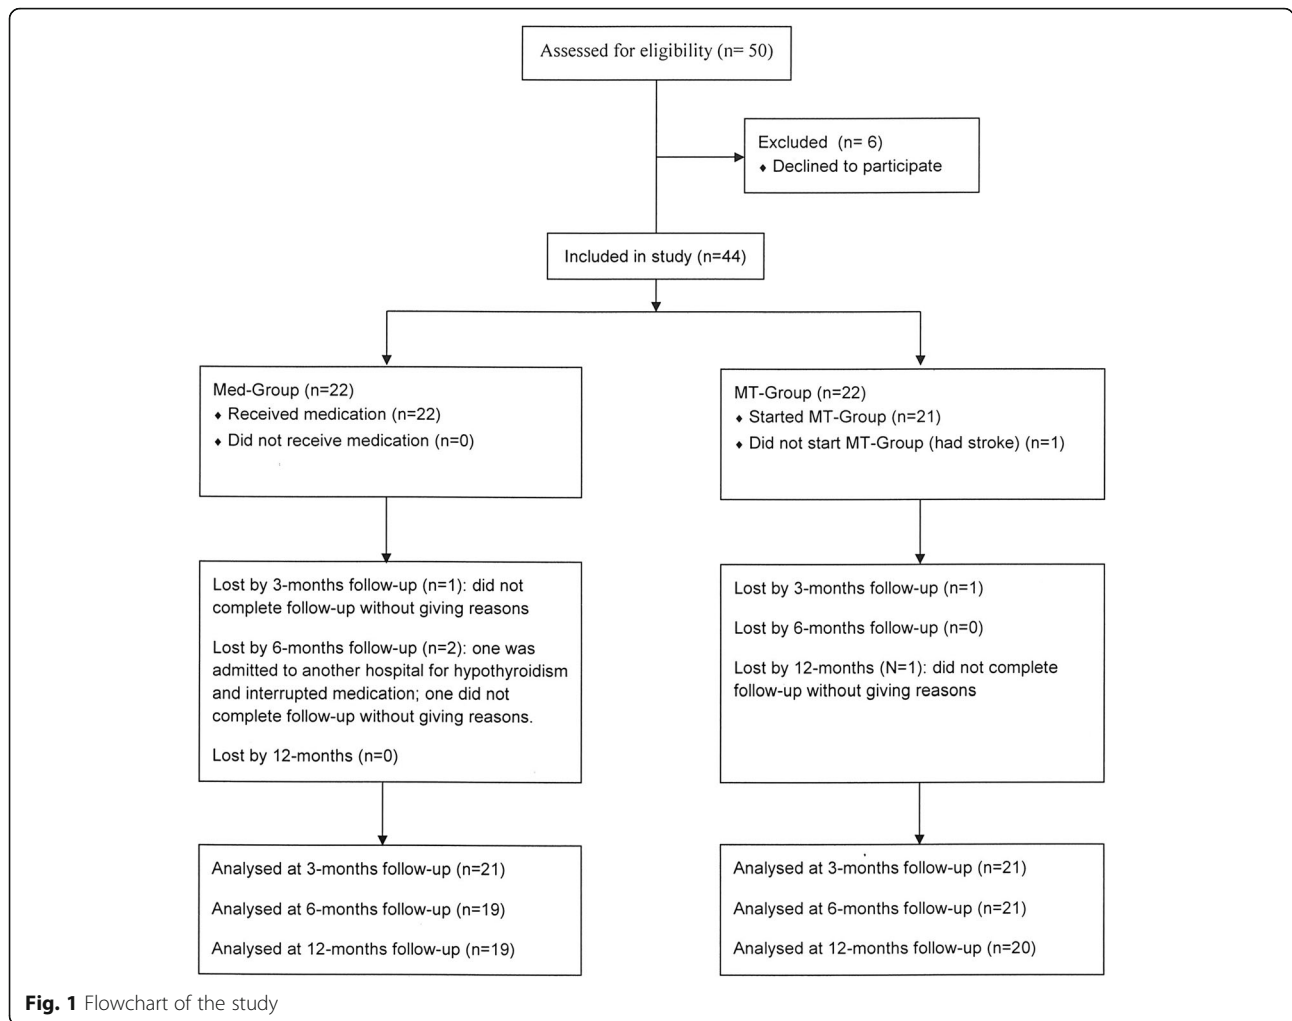 Assessed for eligibility (n= 50)
Excluded (n= 6)
♦ Declined to participate
Included in study (n=44)
Med-Group (n=22)
♦ Received medication (n=22)
♦ Did not receive medication (n=0)
MT-Group (n=22)
♦ Started MT-Group (n=21)
♦ Did not start MT-Group (had stroke) (n=1)
Lost by 3-months follow-up (n=1): did not
complete follow-up without giving reasons
Lost by 6-months follow-up (n=2): one was
admitted to another hospital for hypothyroidism
and interrupted medication; one did not
complete follow-up without giving reasons.
Lost by 12-months (n=0)
Lost by 3-months follow-up (n=1)
Lost by 6-months follow-up (n=0)
Lost by 12-months (N=1): did not complete
follow-up without giving reasons
Analysed at 3-months follow-up (n=21)
Analysed at 6-months follow-up (n=19)
Analysed at 12-months follow-up (n=19)
Analysed at 3-months follow-up (n=21)
Analysed at 6-months follow-up (n=21)
Analysed at 12-months follow-up (n=20)
Fig. 1 Flowchart of the study